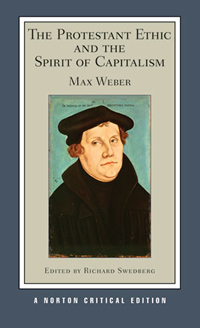 THE PROTESTANT ETHIC
AND THE
SPIRIT OF CAPITALISM
MAX WEBER
EDITED BY RICHARD SWEDBERG
A NORTON CRITICAL EDITION